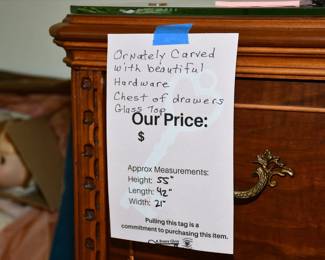 Ornately Carved
with beautiful
Hardware
Chest of drawers
Glass Top
Our Price:
$
Approx Measurements:
Height: 55"
Length: 42"
Width: 21"
Pulling this tag is a
commitment to purchasing this item.